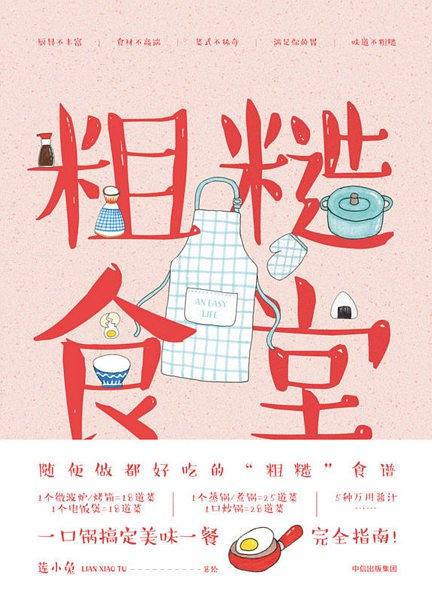 厨具不丰富 | 食材不高端 | 菜式不稀奇 | 满足你的胃 | 味道不粗糙
粗糙
AN EASY
LIFE
食堂
随便做都好吃的“粗糙”食谱
1个微波炉/烤箱=18道菜 | 1个蒸锅/煮锅=25道菜 | 5种万用酱汁
1个电饭煲=18道菜 | 1口炒锅=28道菜 | ……
一口锅搞定美味一餐 完全指南!
莲小兔 LIAN XIAO TU 著绘 中信出版集团